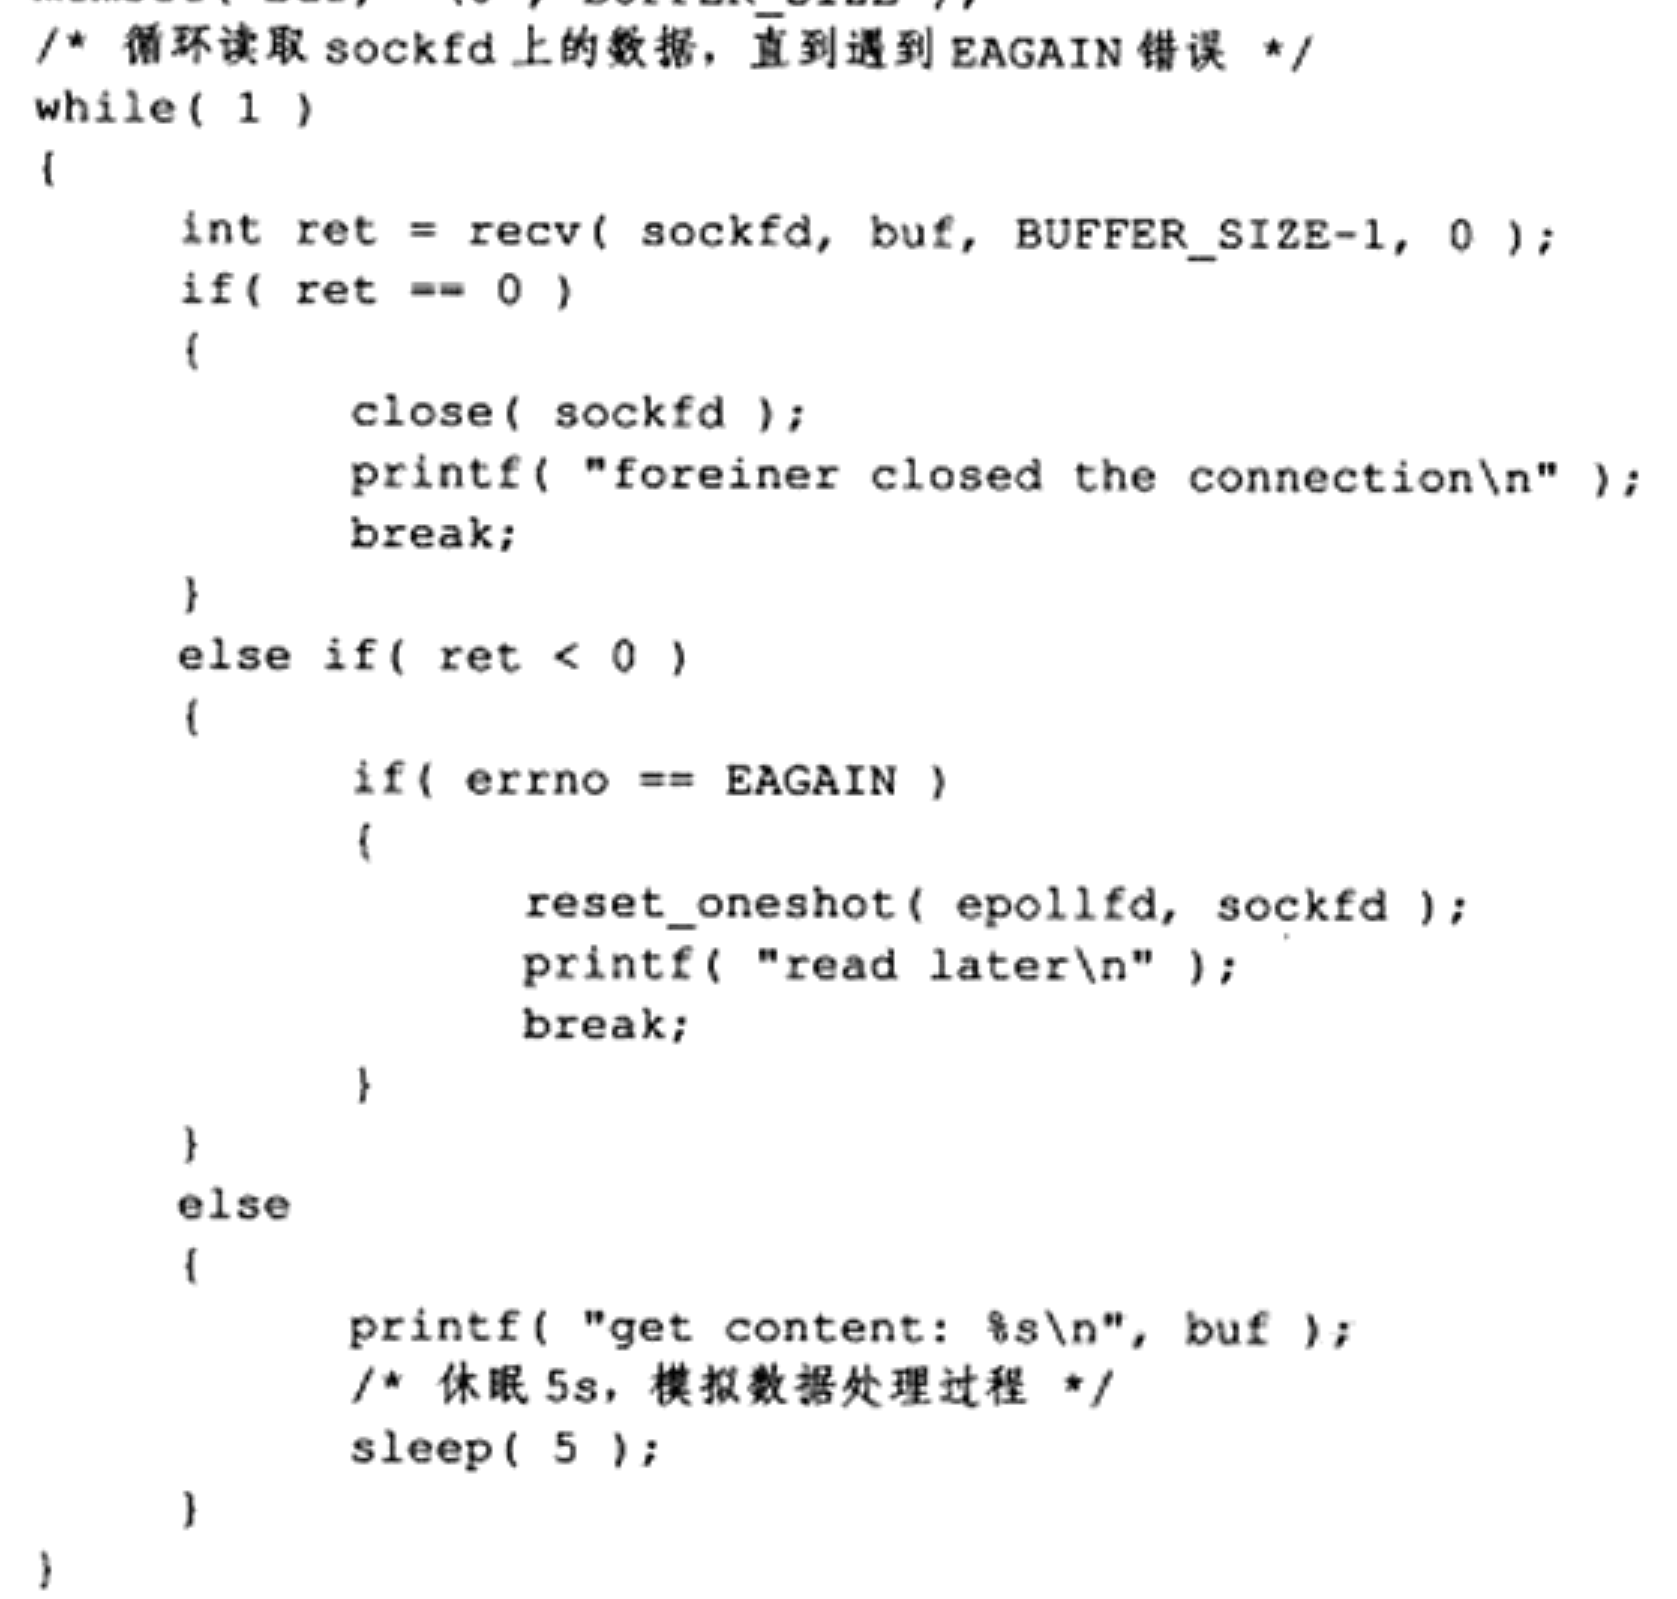 /* 循环读取 sockfd 上的数据，直到遇到 EAGAIN 错误 */
while( 1 )
{
int ret = recv( sockfd, buf, BUFFER_SIZE-1, 0 );
if( ret == 0 )
{
close( sockfd );
printf( "foreiner closed the connection\n" );
break;
}
else if( ret < 0 )
{
if( errno == EAGAIN )
{
reset_oneshot( epollfd, sockfd );
printf( "read later\n" );
break;
}
}
else
{
printf( "get content: %s\n", buf );
/* 休眠 5s，模拟数据处理过程 */
sleep( 5 );
}
}